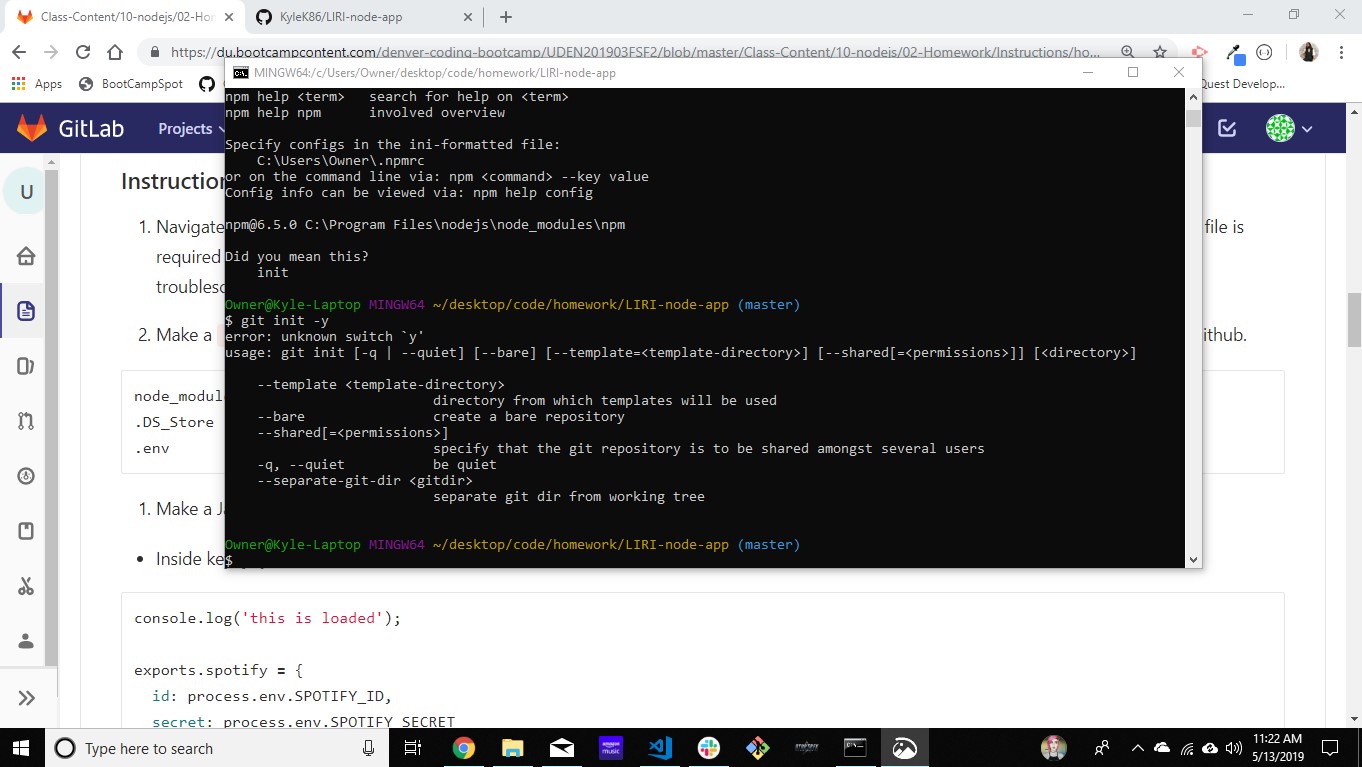 Class-Content/10-nodejs/02-Hom
KyleK86/LIRI-node-app
https://du.bootcampcontent.com/denver-coding-bootcamp/UDEN201903FSF2/blob/master/Class-Content/10-nodejs/02-Homework/Instructions/ho...
Apps
BootCampSpot
Quest Develop...
MINGW64:/c/Users/Owner/desktop/code/homework/LIRI-node-app
GitLab
Projects
U
npm help <term>   search for help on <term>
npm help npm      involved overview
Specify configs in the ini-formatted file:
C:\Users\Owner\.npmrc
or on the command line via: npm <command> --key value
Config info can be viewed via: npm help config
npm@6.5.0 C:\Program Files\nodejs\node_modules\npm
Did you mean this?
init
Owner@Kyle-Laptop MINGW64 ~/desktop/code/homework/LIRI-node-app (master)
$ git init -y
error: unknown switch `y'
usage: git init [-q | --quiet] [--bare] [--template=<template-directory>] [--shared[=<permissions>]] [<directory>]
--template <template-directory>
directory from which templates will be used
--bare                create a bare repository
--shared[=<permissions>]
specify that the git repository is to be shared amongst several users
-q, --quiet           be quiet
--separate-git-dir <gitdir>
separate git dir from working tree
Owner@Kyle-Laptop MINGW64 ~/desktop/code/homework/LIRI-node-app (master)
$
Instruction
1. Navigate
file is
required
troublesc
2. Make a
ithub.
node_modul
.DS_Store
.env
1. Make a Ja
• Inside ke
console.log('this is loaded');
exports.spotify = {
id: process.env.SPOTIFY_ID,
secret: process.env.SPOTIFY_SECRET
Type here to search
amazon music
11:22 AM
5/13/2019